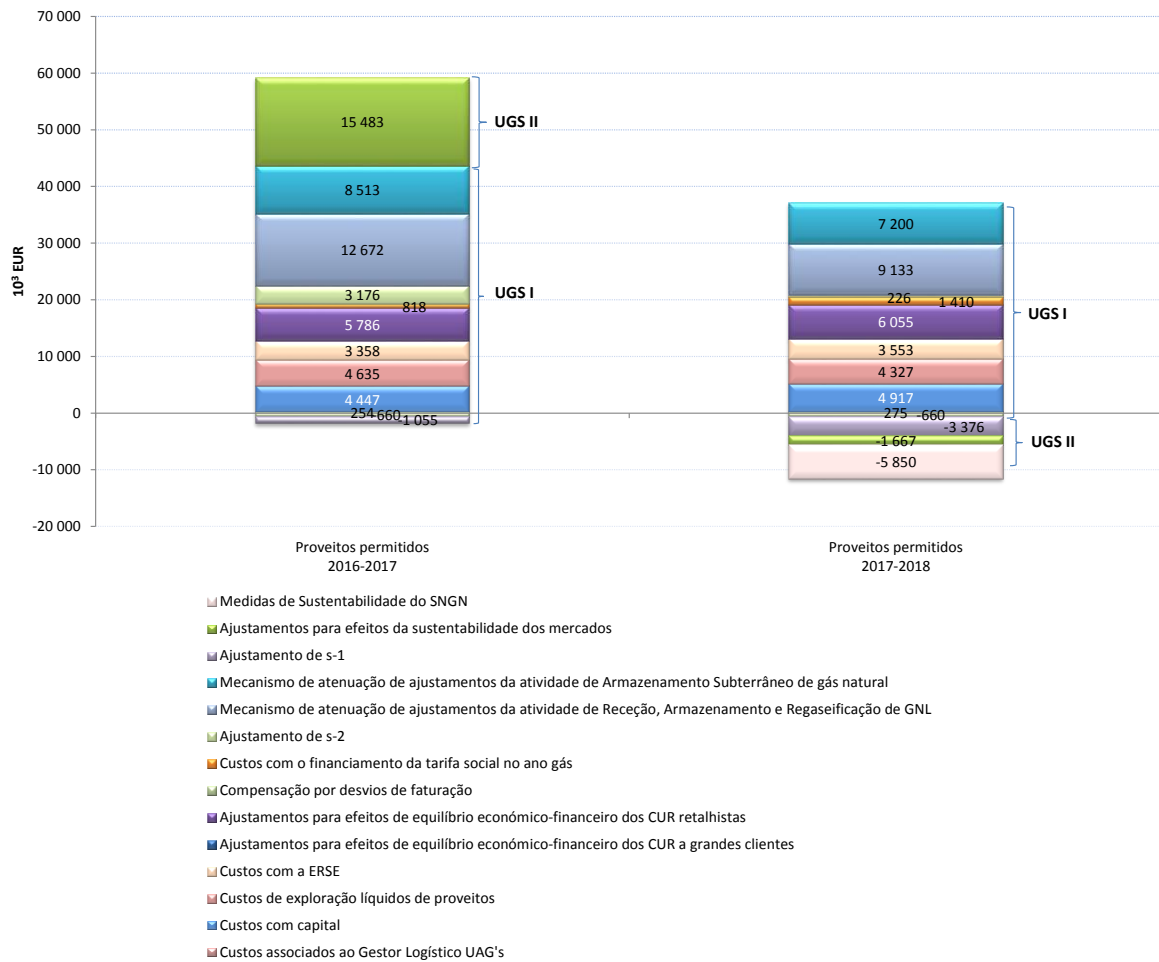 70 000
60 000
50 000
40 000
30 000
20 000
10 000
0
-10 000
-20 000
10³ EUR
15 483
8 513
12 672
3 176
818
5 786
3 358
4 635
4 447
254
-660
-1 055
UGS II
UGS I
7 200
9 133
226
1 410
6 055
3 553
4 327
4 917
275
-660
-3 376
-1 667
-5 850
UGS I
UGS II
Proveitos permitidos
2016-2017
Proveitos permitidos
2017-2018
Medidas de Sustentabilidade do SNGN
Ajustamentos para efeitos da sustentabilidade dos mercados
Ajustamento de s-1
Mecanismo de atenuação de ajustamentos da atividade de Armazenamento Subterrâneo de gás natural
Mecanismo de atenuação de ajustamentos da atividade de Receção, Armazenamento e Regaseificação de GNL
Ajustamento de s-2
Custos com o financiamento da tarifa social no ano gás
Compensação por desvios de faturação
Ajustamentos para efeitos de equilíbrio económico-financeiro dos CUR retalhistas
Ajustamentos para efeitos de equilíbrio económico-financeiro dos CUR a grandes clientes
Custos com a ERSE
Custos de exploração líquidos de proveitos
Custos com capital
Custos associados ao Gestor Logístico UAG's